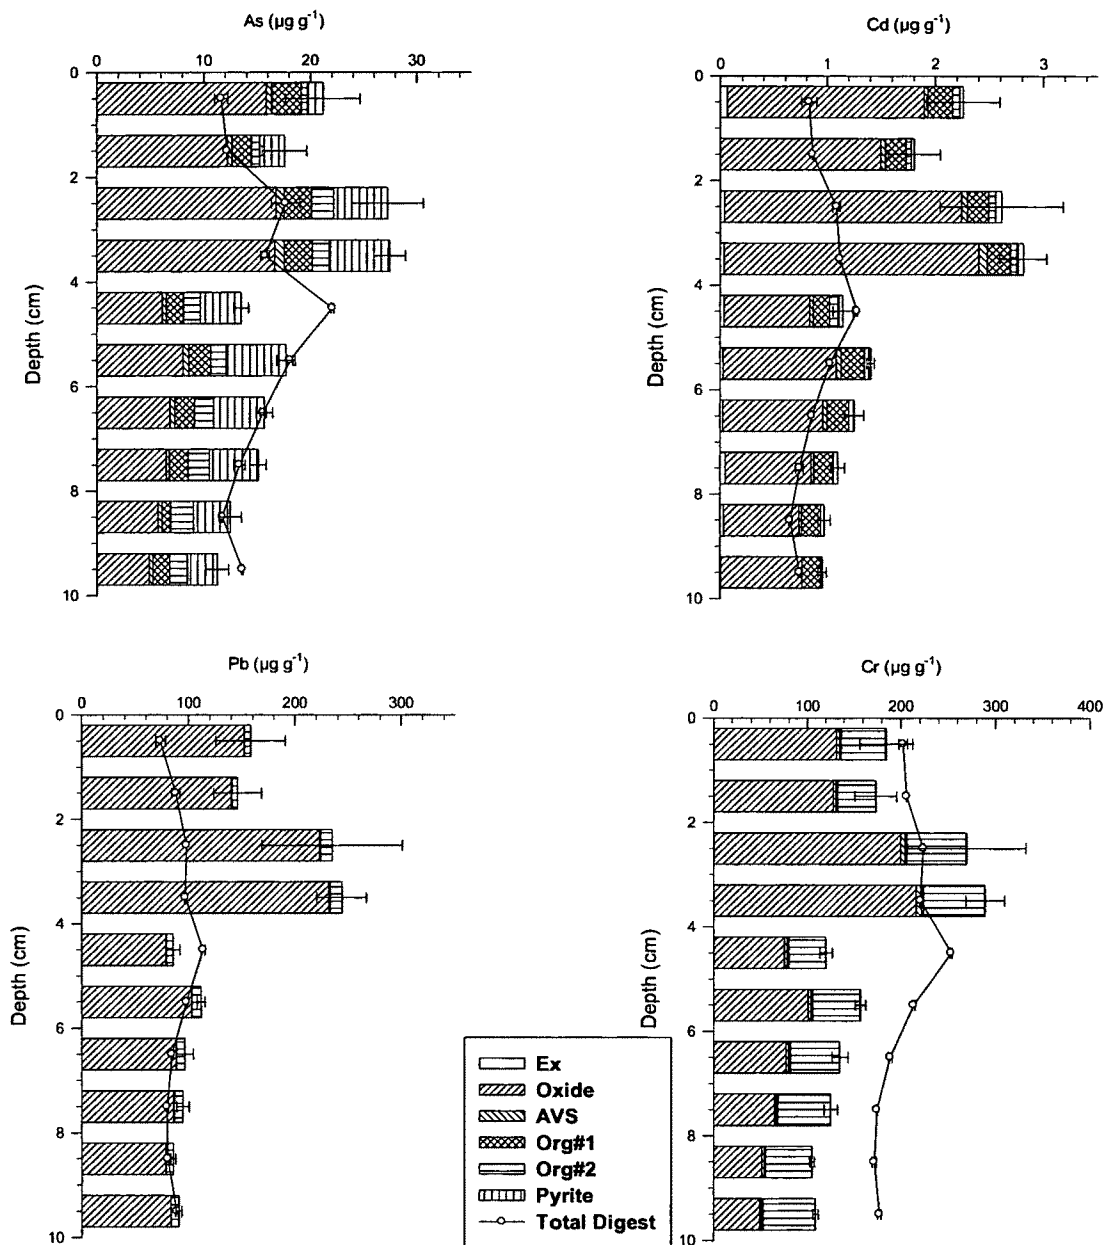 As (µg g⁻¹)
0 10 20 30
Depth (cm)
0
2
4
6
8
10
Cd (µg g⁻¹)
0 1 2 3
Depth (cm)
0
2
4
6
8
10
Pb (µg g⁻¹)
0 100 200 300
Depth (cm)
0
2
4
6
8
10
Cr (µg g⁻¹)
0 200 300 400
Depth (cm)
0
2
4
6
8
10
Ex
Oxide
AVS
Org#1
Org#2
Pyrite
Total Digest